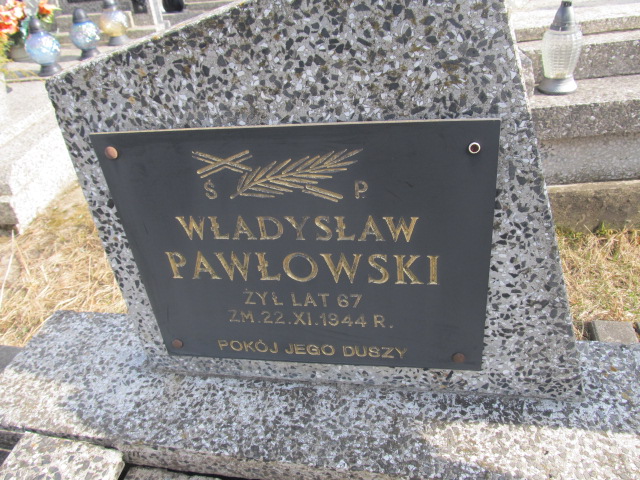 Ś P.
WŁADYSŁAW
PAWŁOWSKI
ŻYŁ LAT 67
ZM. 22. XI. 1944 R.
POKÓJ JEGO DUSZY